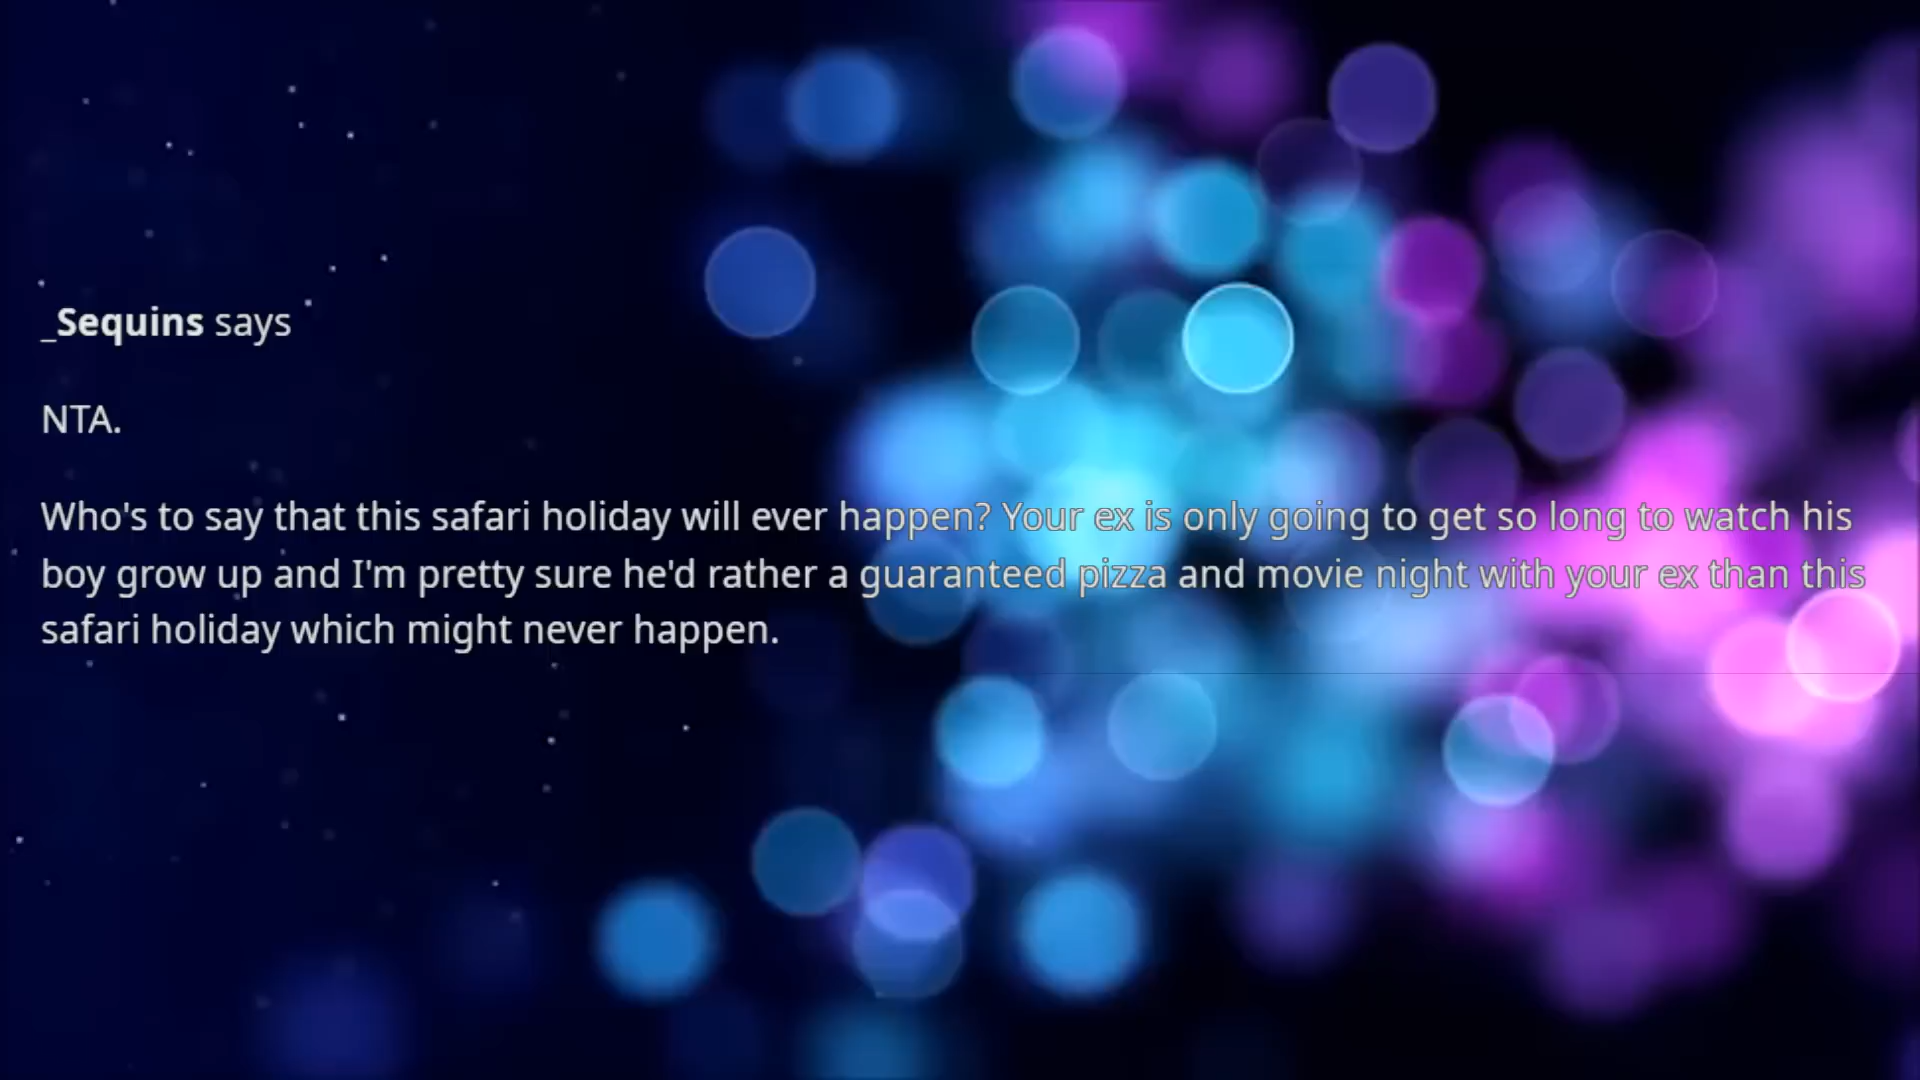 _Sequins says
NTA.
Who's to say that this safari holiday will ever happen? Your ex is only going to get so long to watch his
boy grow up and I'm pretty sure he'd rather a guaranteed pizza and movie night with your ex than this
safari holiday which might never happen.